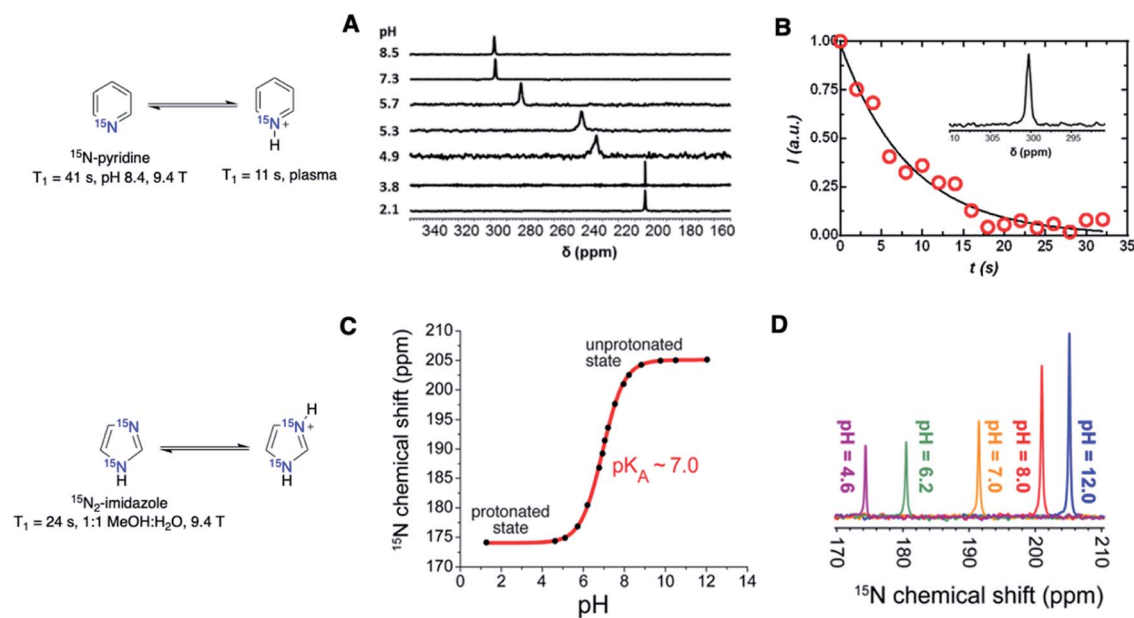 15N
15N
+
H
¹⁵N-pyridine
T₁ = 41 s, pH 8.4, 9.4 T
T₁ = 11 s, plasma
A
pH
8.5
7.3
5.7
5.3
4.9
3.8
2.1
340 320 300 280 260 240 220 200 180 160
δ (ppm)
B
1.00
0.75
0.50
0.25
0.00
I (a.u.)
0 5 10 15 20 25 30 35
t (s)
10 305 300 295
δ (ppm)
15N
15N
H
H
15N
+
15N
H
¹⁵N₂-imidazole
T₁ = 24 s, 1:1 MeOH:H₂O, 9.4 T
C
¹⁵N chemical shift (ppm)
210
205
200
195
190
185
180
175
170
unprotonated
state
pK_A ~ 7.0
protonated
state
0 2 4 6 8 10 12 14
pH
D
pH = 4.6
pH = 6.2
pH = 7.0
pH = 8.0
pH = 12.0
170 180 190 200 210
¹⁵N chemical shift (ppm)